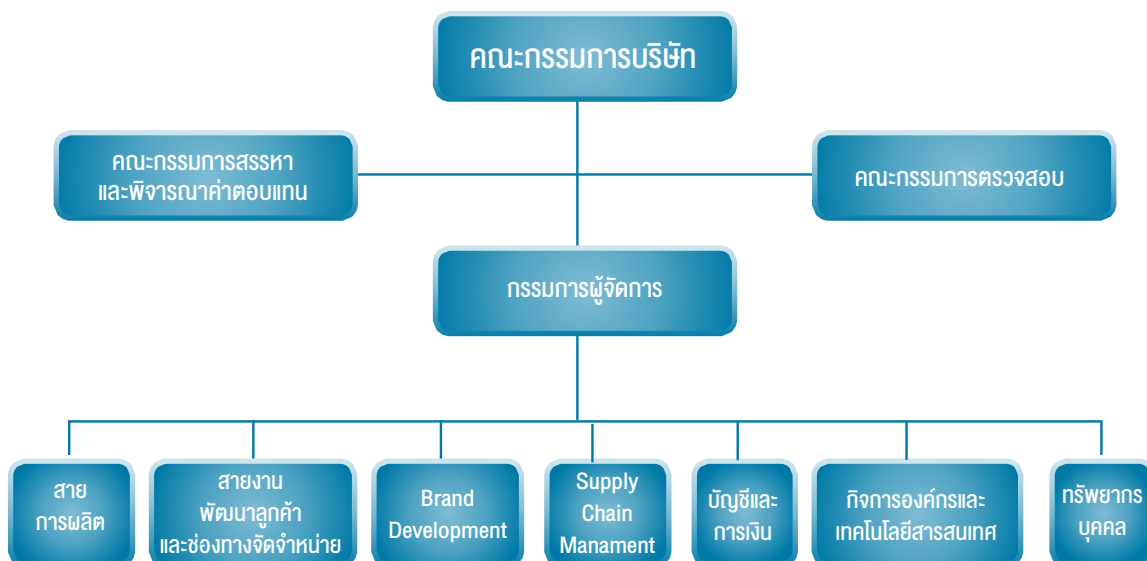 คณะกรรมการบริษัท
คณะกรรมการสรรหา
และพิจารณาค่าตอบแทน
คณะกรรมการตรวจสอบ
กรรมการผู้จัดการ
สาย
การผลิต
สายงาน
พัฒนาลูกค้า
และช่องทางจัดจำหน่าย
Brand
Development
Supply
Chain
Manament
บัญชีและ
การเงิน
กิจการองค์กรและ
เทคโนโลยีสารสนเทศ
ทรัพยากร
บุคคล